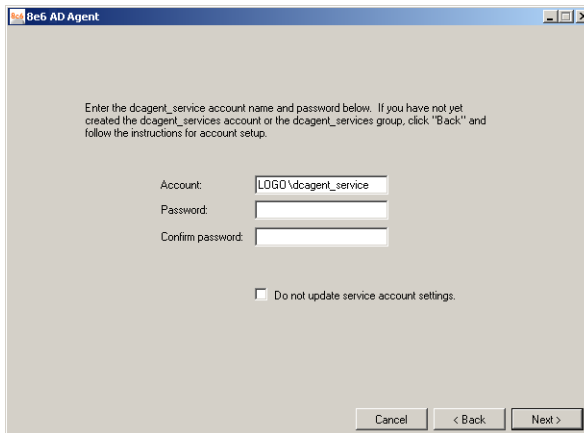 8e6 AD Agent
Enter the dcagent_service account name and password below. If you have not yet
created the dcagent_services account or the dcagent_services group, click "Back" and
follow the instructions for account setup.
Account: LOGO\dcagent_service
Password:
Confirm password:
Do not update service account settings.
Cancel < Back Next >